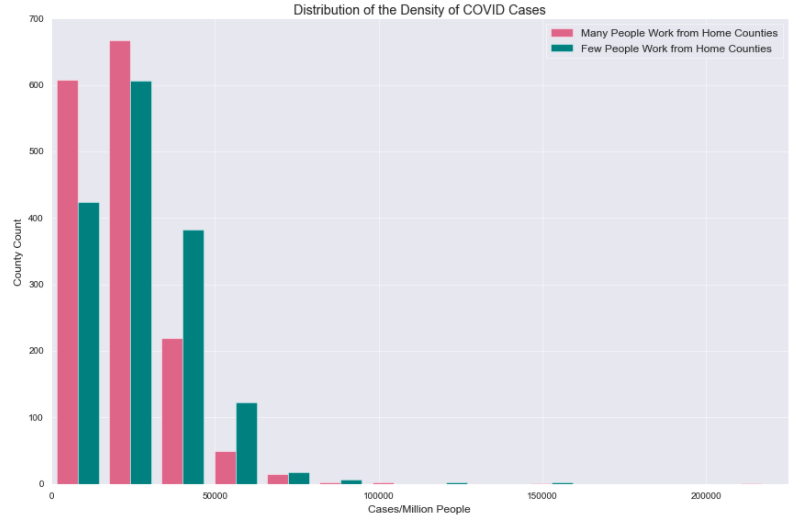 Distribution of the Density of COVID Cases
Many People Work from Home Counties
Few People Work from Home Counties
700
600
500
400
300
200
100
0
County Count
0 50000 100000 150000 200000
Cases/Million People